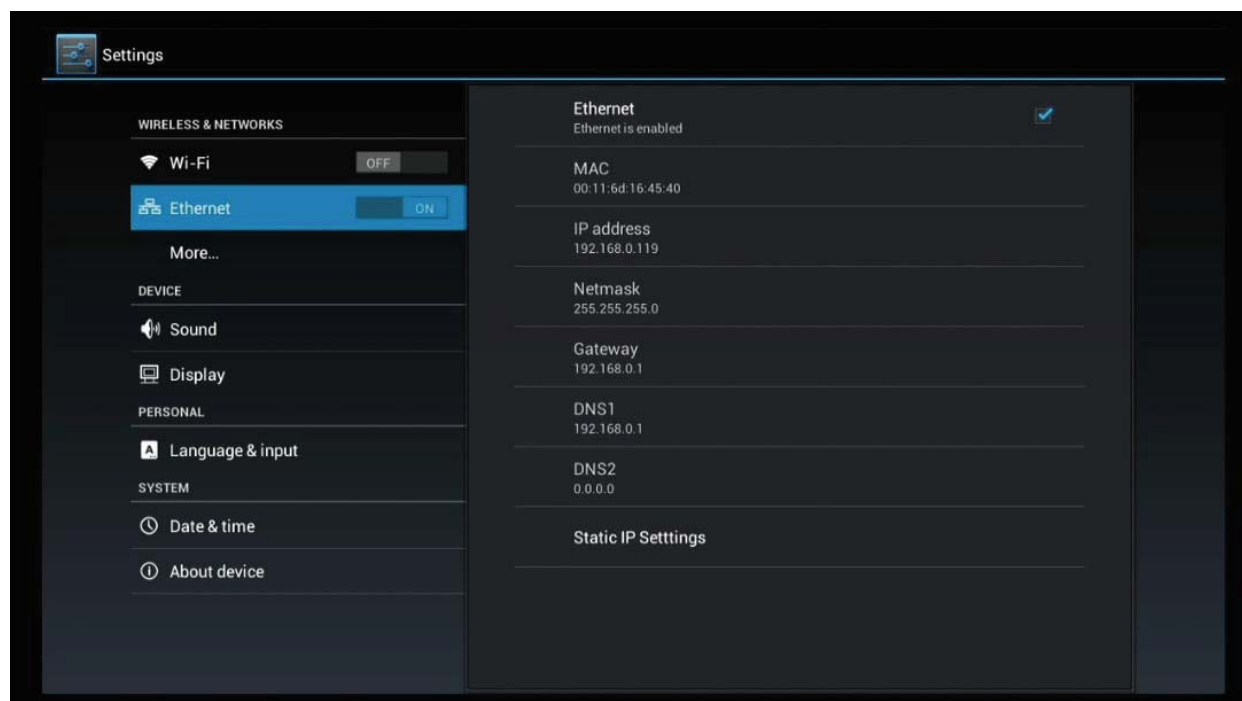 Settings
WIRELESS & NETWORKS
Wi-Fi
OFF
Ethernet
ON
More...
DEVICE
Sound
Display
PERSONAL
A
Language & input
SYSTEM
Date & time
About device
Ethernet
Ethernet is enabled
MAC
00:11:6d:16:45:40
IP address
192.168.0.119
Netmask
255.255.255.0
Gateway
192.168.0.1
DNS1
192.168.0.1
DNS2
0.0.0.0
Static IP Setttings